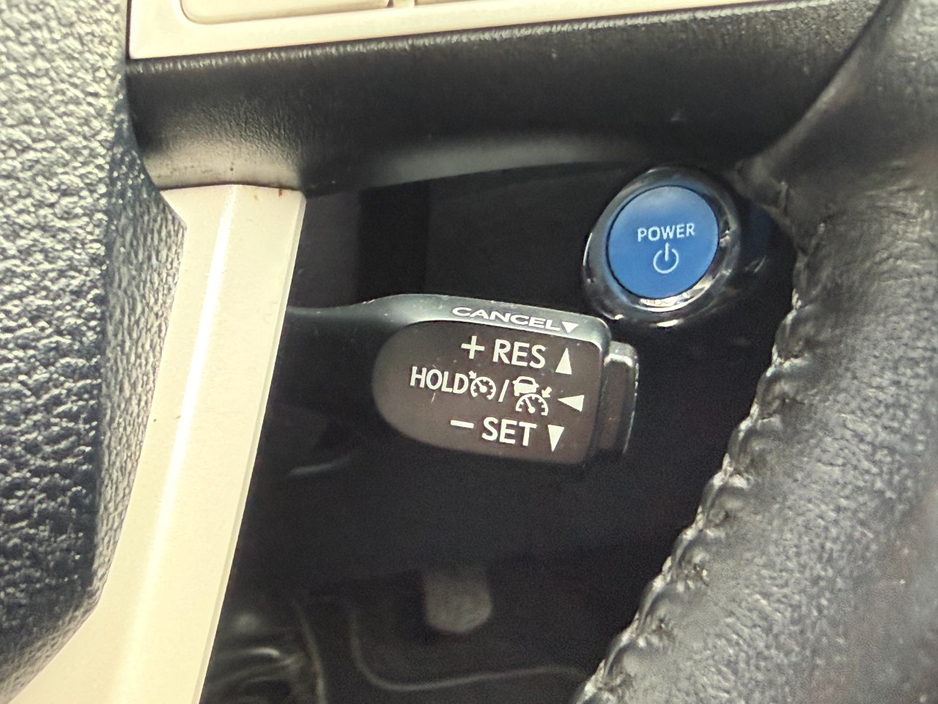 POWER
CANCEL▼
+ RES ▲
HOLD / ◀
− SET ▼